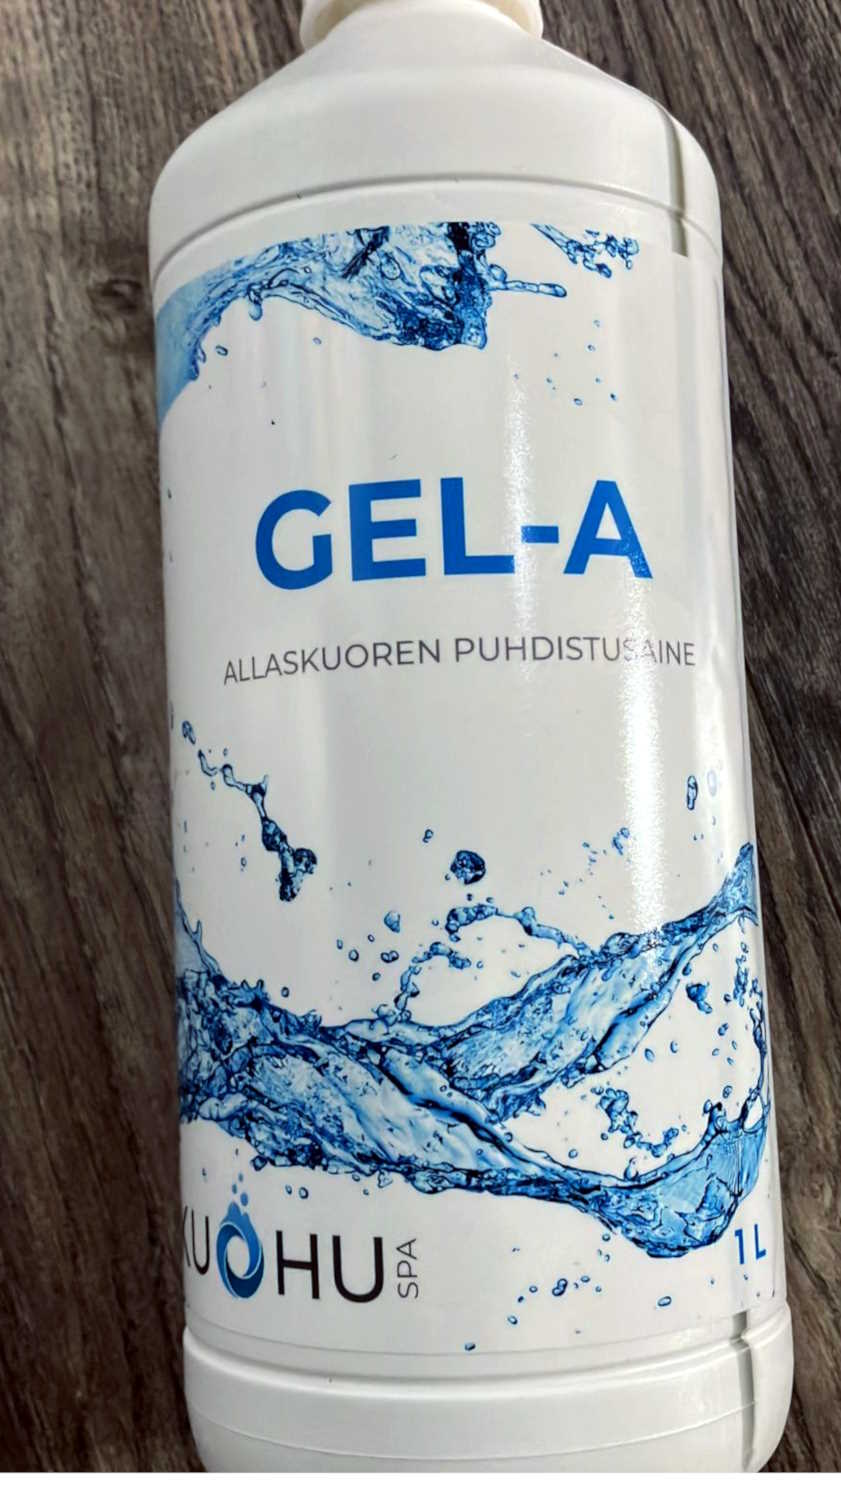 GEL-A
ALLASKUOREN PUHDISTUSAINE
KUOHU SPA
1 L